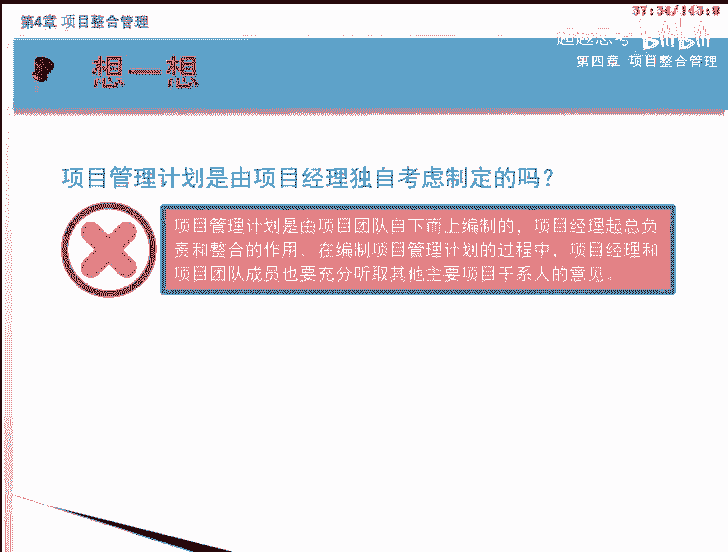 第4章 项目整合管理
37:34/143:8
想一想
超越思考 bilibili
第四章 项目整合管理
项目管理计划是由项目经理独自考虑制定的吗？
项目管理计划是由项目团队自下而上编制的，项目经理起总负
责和整合的作用、在编制项目管理计划的过程中，项目经理和
项目团队成员也要充分听取其他主要项目干系人的意见。